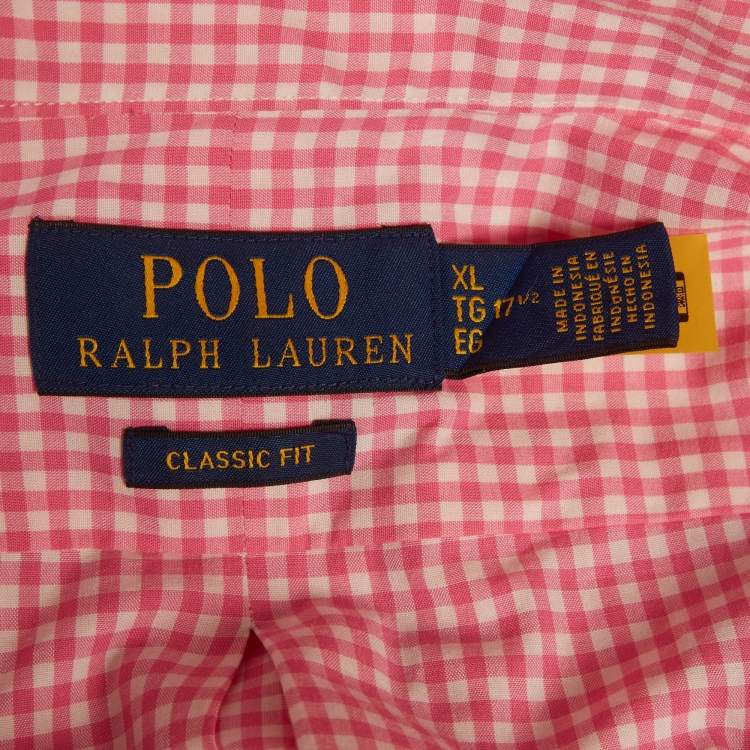 POLO
RALPH LAUREN
XL
TG 17 1/2
EG
MADE IN
INDONESIA
FABRIQUÉ EN
INDONÉSIE
HECHO EN
INDONESIA
CLASSIC FIT